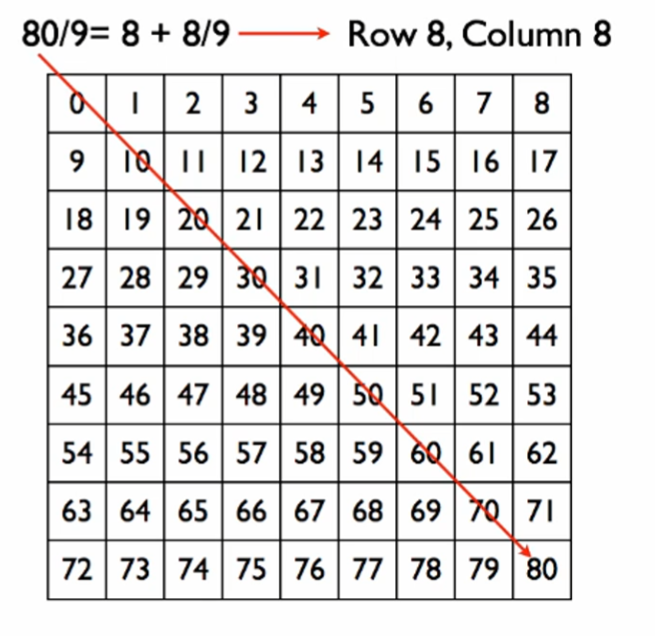 80/9= 8 + 8/9 Row 8, Column 8
0 1 2 3 4 5 6 7 8
9 10 11 12 13 14 15 16 17
18 19 20 21 22 23 24 25 26
27 28 29 30 31 32 33 34 35
36 37 38 39 40 41 42 43 44
45 46 47 48 49 50 51 52 53
54 55 56 57 58 59 60 61 62
63 64 65 66 67 68 69 70 71
72 73 74 75 76 77 78 79 80